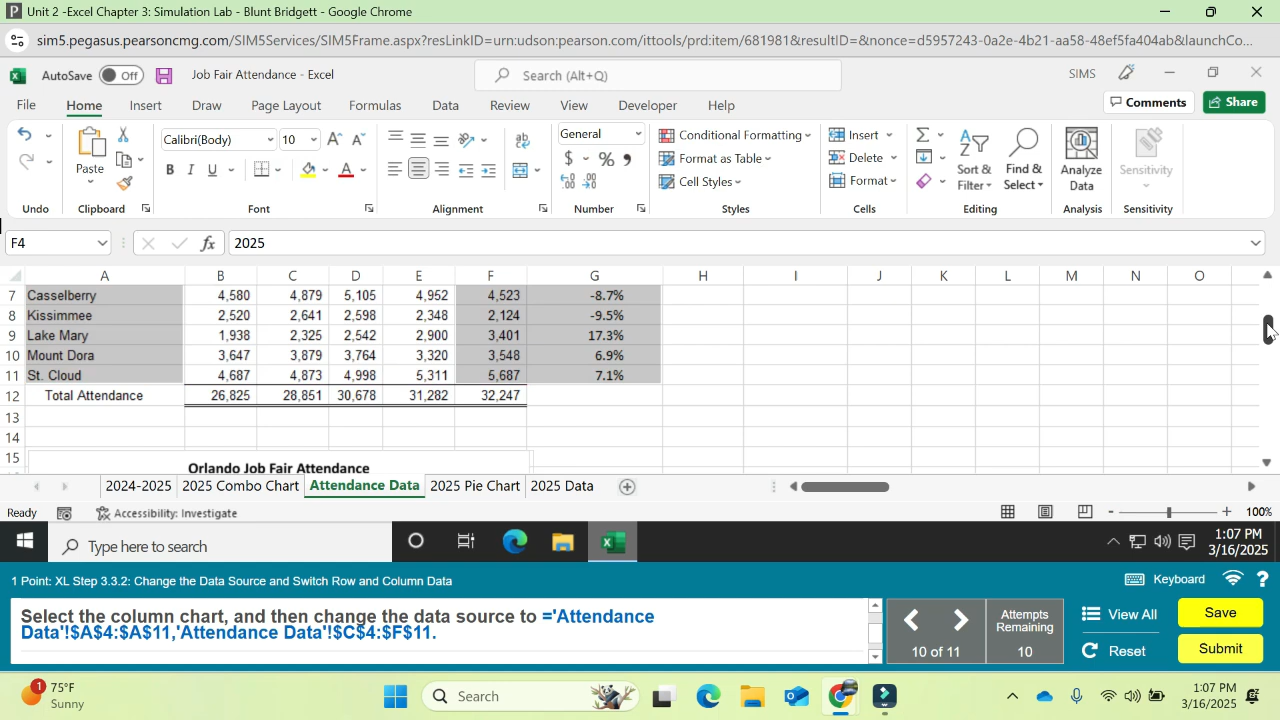 Unit 2 -Excel Chapter 3: Simulation Lab - Blunt Bridgett - Google Chrome
sim5.pegasus.pearsoncmg.com/SIM5Services/SIM5Frame.aspx?resLinkID=urn:udson:pearson.com/ittools/prd:item/681981&resultID=&nonce=d5957243-0a2e-4b21-aa58-48ef5fa404ab&launchCo...
AutoSave Off Job Fair Attendance - Excel Search (Alt+Q) SIMS
File Home Insert Draw Page Layout Formulas Data Review View Developer Help Comments Share
Calibri(Body) 10 General Conditional Formatting Insert
Paste B I U A $ % Format as Table Delete Sort & Filter Find & Select Analyze Data Sensitivity
Cell Styles Format
Undo Clipboard Font Alignment Number Styles Cells Editing Analysis Sensitivity
F4 fx 2025
A B C D E F G H I J K L M N O
7 Casselberry 4,580 4,879 5,105 4,952 4,523 -8.7%
8 Kissimmee 2,520 2,641 2,598 2,348 2,124 -9.5%
9 Lake Mary 1,938 2,325 2,542 2,900 3,401 17.3%
10 Mount Dora 3,647 3,879 3,764 3,320 3,548 6.9%
11 St. Cloud 4,687 4,873 4,998 5,311 5,687 7.1%
12 Total Attendance 26,825 28,851 30,678 31,282 32,247
13
14
15 Orlando Job Fair Attendance
2024-2025 2025 Combo Chart Attendance Data 2025 Pie Chart 2025 Data
Ready Accessibility: Investigate 100%
Type here to search 1:07 PM
3/16/2025
1 Point: XL Step 3.3.2: Change the Data Source and Switch Row and Column Data Keyboard ?
Select the column chart, and then change the data source to ='Attendance
Data'!$A$4:$A$11,'Attendance Data'!$C$4:$F$11.
10 of 11 Attempts Remaining 10 View All Reset Save Submit
1 75°F
Sunny
Search
1:07 PM
3/16/2025